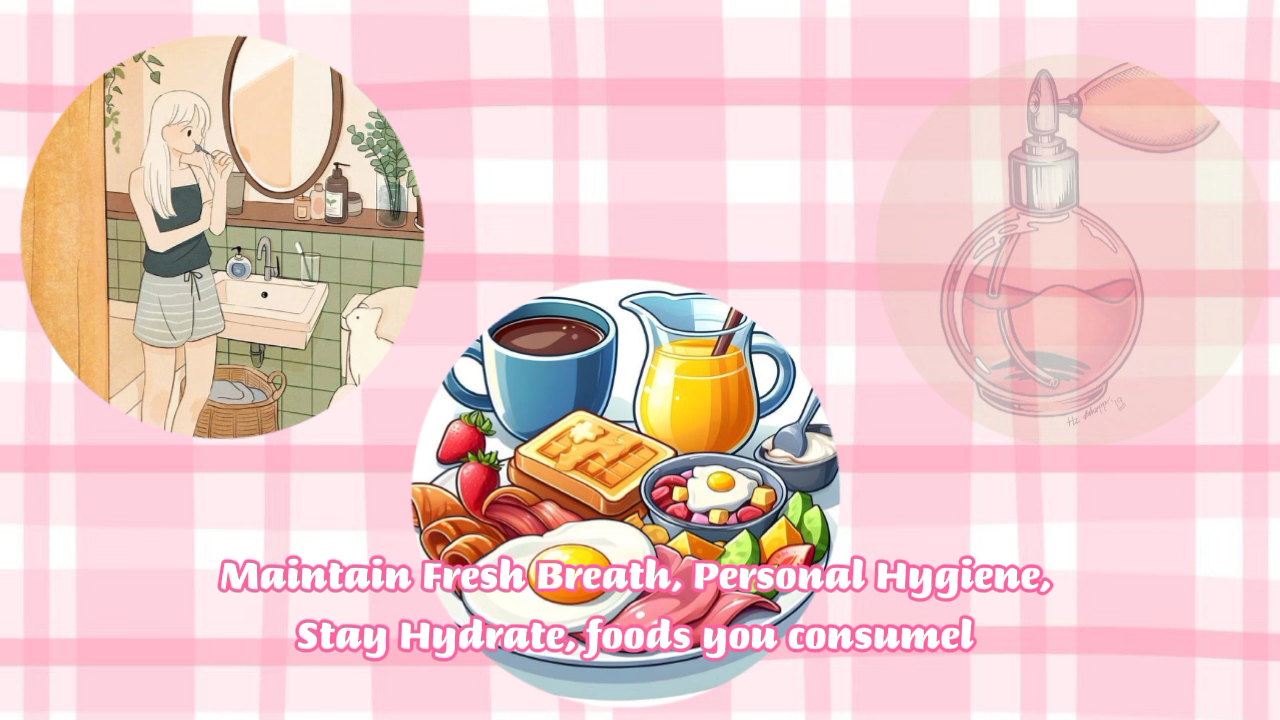 Maintain Fresh Breath, Personal Hygiene,
Stay Hydrate, foods you consumel